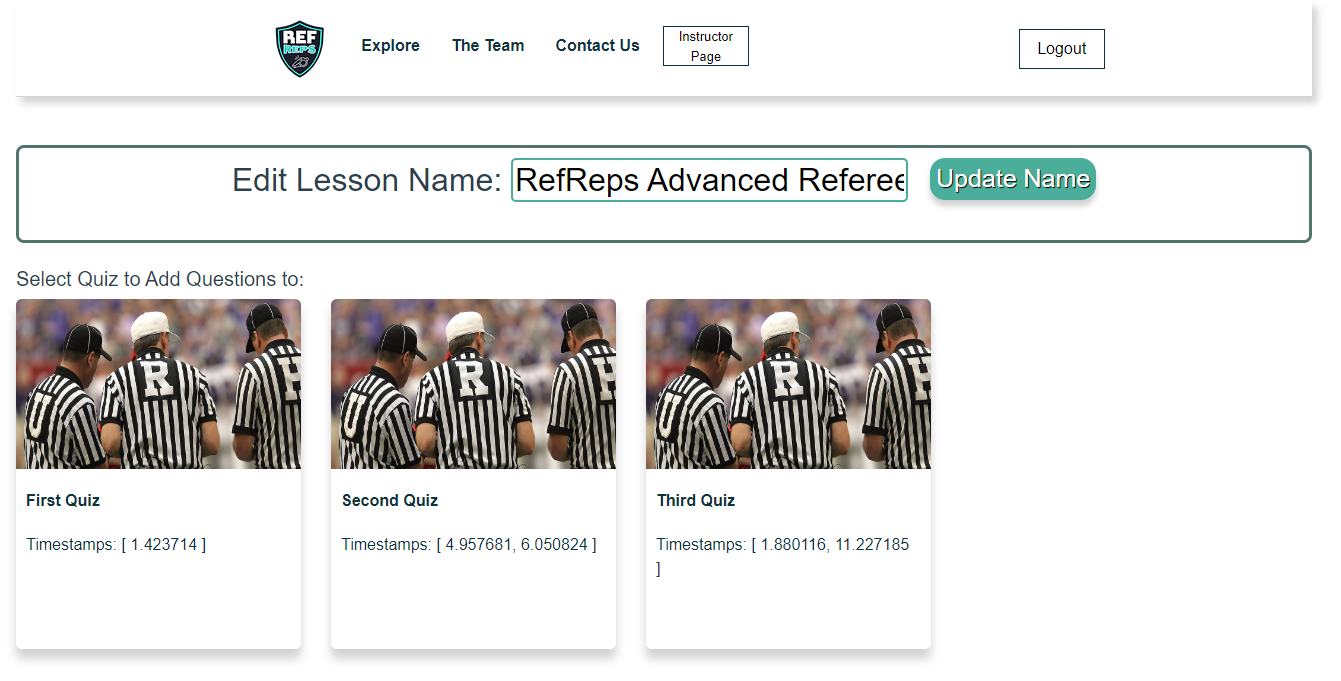 REF
REPS
Explore
The Team
Contact Us
Instructor
Page
Logout
Edit Lesson Name: RefReps Advanced Referee
Update Name
Select Quiz to Add Questions to:
U R H
U R H
U R H
First Quiz
Second Quiz
Third Quiz
Timestamps: [ 1.423714 ]
Timestamps: [ 4.957681, 6.050824 ]
Timestamps: [ 1.880116, 11.227185
]